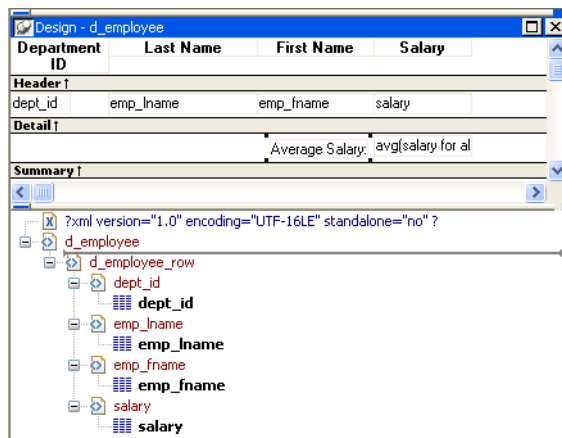 Design - d_employee
Department ID Last Name First Name Salary
Header ↑
dept_id emp_lname emp_fname salary
Detail ↑
Average Salary: avg(salary for al
Summary ↑
?xml version="1.0" encoding="UTF-16LE" standalone="no" ?
d_employee
d_employee_row
dept_id
dept_id
emp_lname
emp_lname
emp_fname
emp_fname
salary
salary